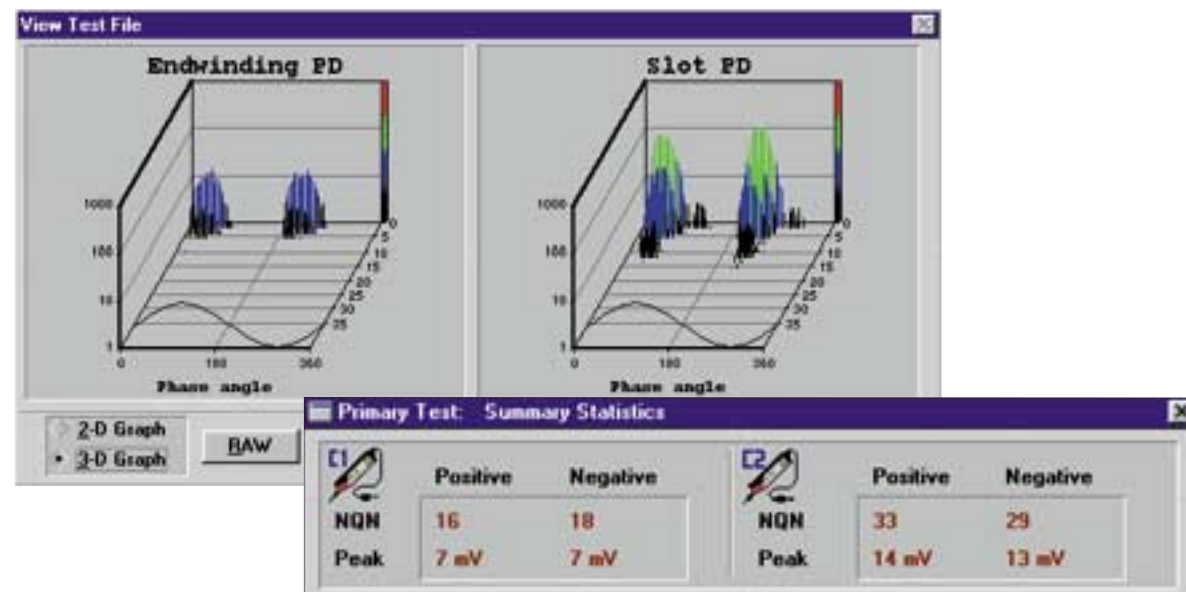 View Test File
Endwinding PD
1000
100
10
1
0
5
10
15
20
25
30
35
0
180
360
Phase angle
Slot PD
1000
100
10
1
0
5
10
15
20
25
30
35
0
180
360
Phase angle
2-D Graph
3-D Graph
RAW
Primary Test: Summary Statistics
C1
Positive Negative
NQN 16 18
Peak 7 mV 7 mV
C2
Positive Negative
NQN 33 29
Peak 14 mV 13 mV